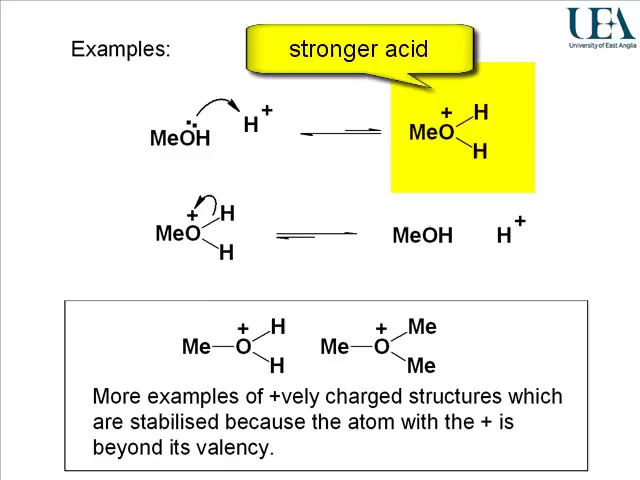 Examples:
stronger acid
UEA
University of East Anglia
MeOH H+
MeO+ H
H
MeO+ H
H
MeOH H+
Me—O+ H
H
Me—O+ Me
Me
More examples of +vely charged structures which
are stabilised because the atom with the + is
beyond its valency.